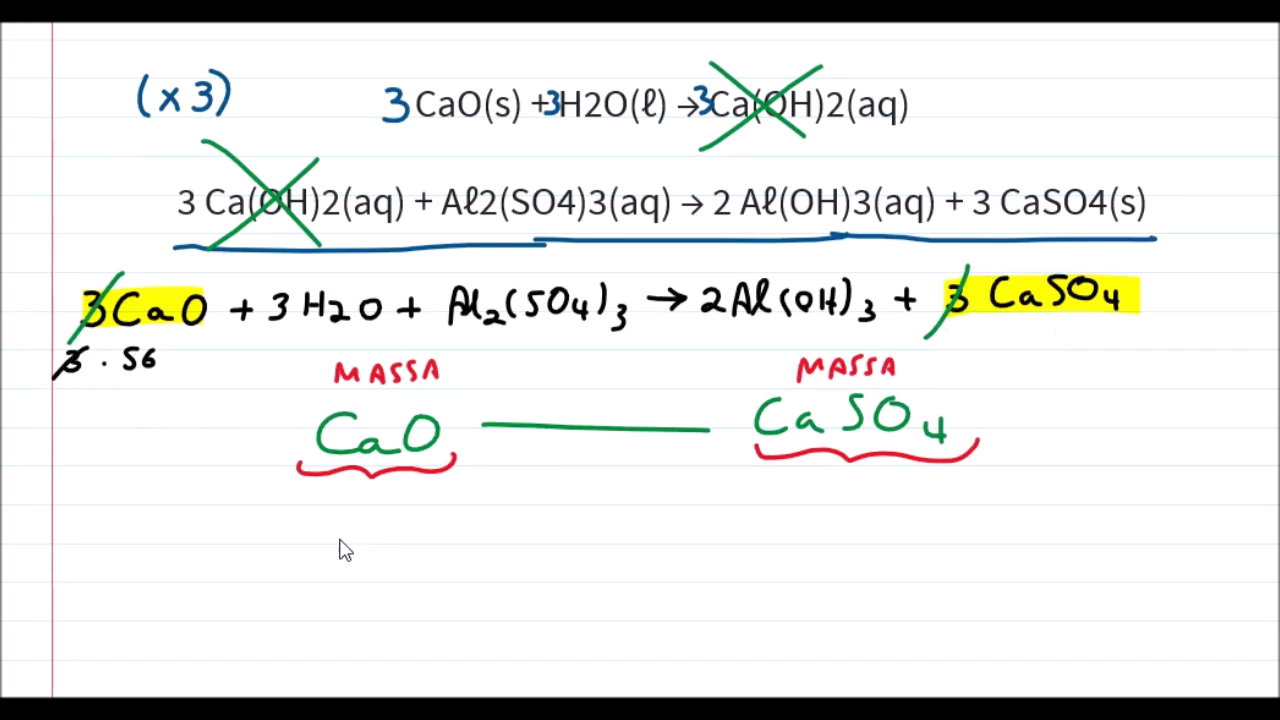 (x 3) 3 CaO(s) + 3 H2O(ℓ) → 3 Ca(OH)2(aq)
3 Ca(OH)2(aq) + Aℓ2(SO4)3(aq) → 2 Aℓ(OH)3(aq) + 3 CaSO4(s)
3 CaO + 3 H2O + Al2(SO4)3 → 2 Al(OH)3 + 3 CaSO4
3 . 56
MASSA MASSA
CaO CaSO4